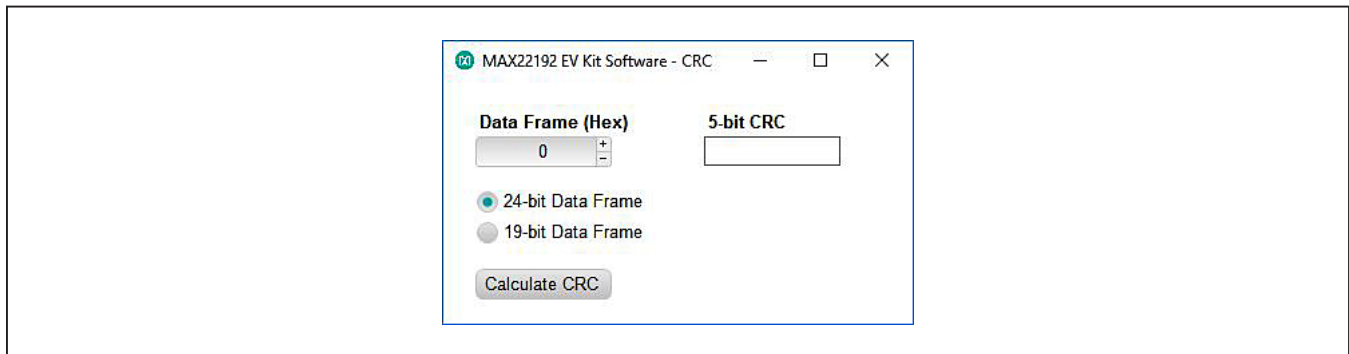 MAX22192 EV Kit Software - CRC
Data Frame (Hex) 5-bit CRC
0 + -
24-bit Data Frame
19-bit Data Frame
Calculate CRC